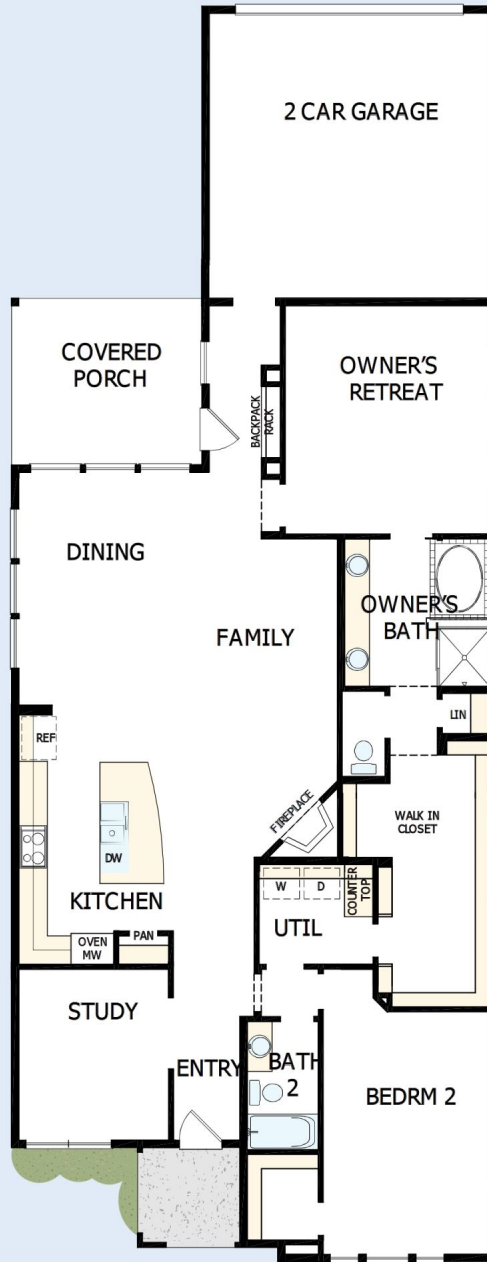 2 CAR GARAGE
COVERED
PORCH
OWNER'S
RETREAT
BACKPACK
RACK
DINING
OWNER'S
BATH
FAMILY
LIN
REF
WALK IN
CLOSET
FIREPLACE
DW
W
D
COUNTER
TOP
KITCHEN
UTIL
PAN
OVEN
MW
STUDY
ENTRY
BATH
2
BEDRM 2